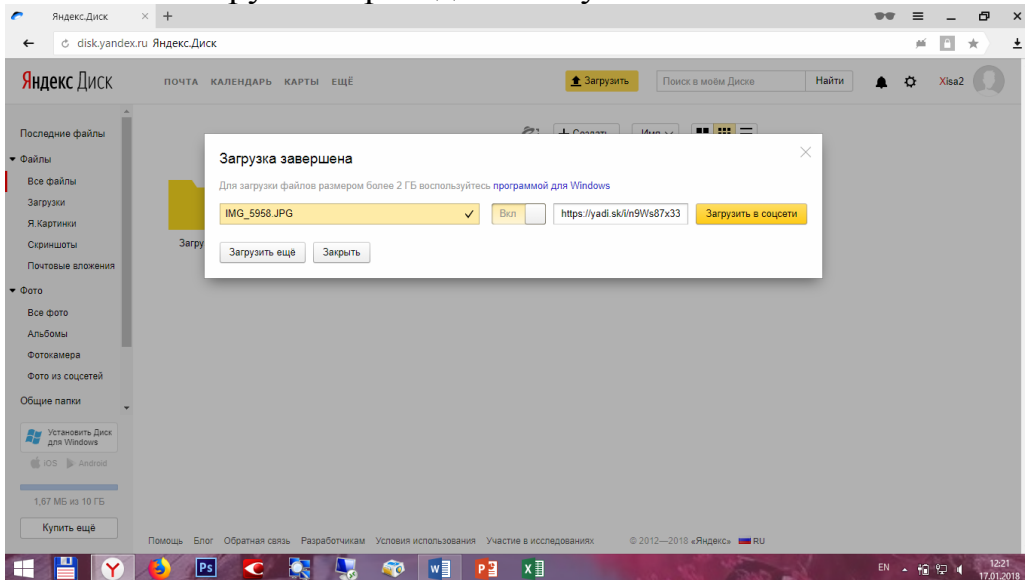 Яндекс.Диск
disk.yandex.ru Яндекс.Диск
Яндекс Диск ПОЧТА КАЛЕНДАРЬ КАРТЫ ЕЩЁ Загрузить Поиск в моём Диске Найти Xisa2
Последние файлы
+ Создать Имя
Файлы
Все файлы
Загрузки
Я.Картинки
Скриншоты
Почтовые вложения
Фото
Все фото
Альбомы
Фотокамера
Фото из соцсетей
Общие папки
Загру
Загрузка завершена
Для загрузки файлов размером более 2 ГБ воспользуйтесь программой для Windows
IMG_5958.JPG Вкл https://yadi.sk/i/n9Ws87x33 Загрузить в соцсети
Загрузить ещё Закрыть
Установить Диск
для Windows
iOS Android
1,67 МБ из 10 ГБ
Купить ещё
Помощь Блог Обратная связь Разработчикам Условия использования Участие в исследованиях © 2012—2018 «Яндекс» RU
EN 12:21
17.01.2018